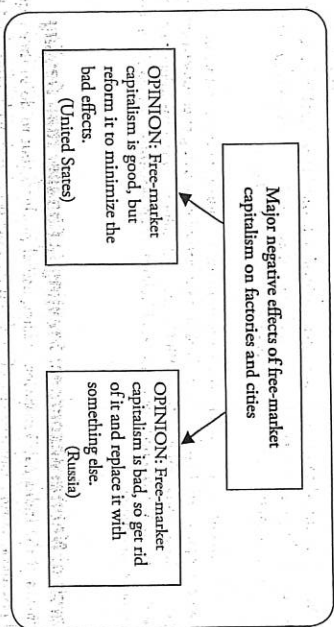 Major negative effects of free-market
capitalism on factories and cities
OPINION: Free-market
capitalism is good, but
reform it to minimize the
bad effects.
(United States)
OPINION: Free-market
capitalism is bad, so get rid
of it and replace it with
something else.
(Russia)